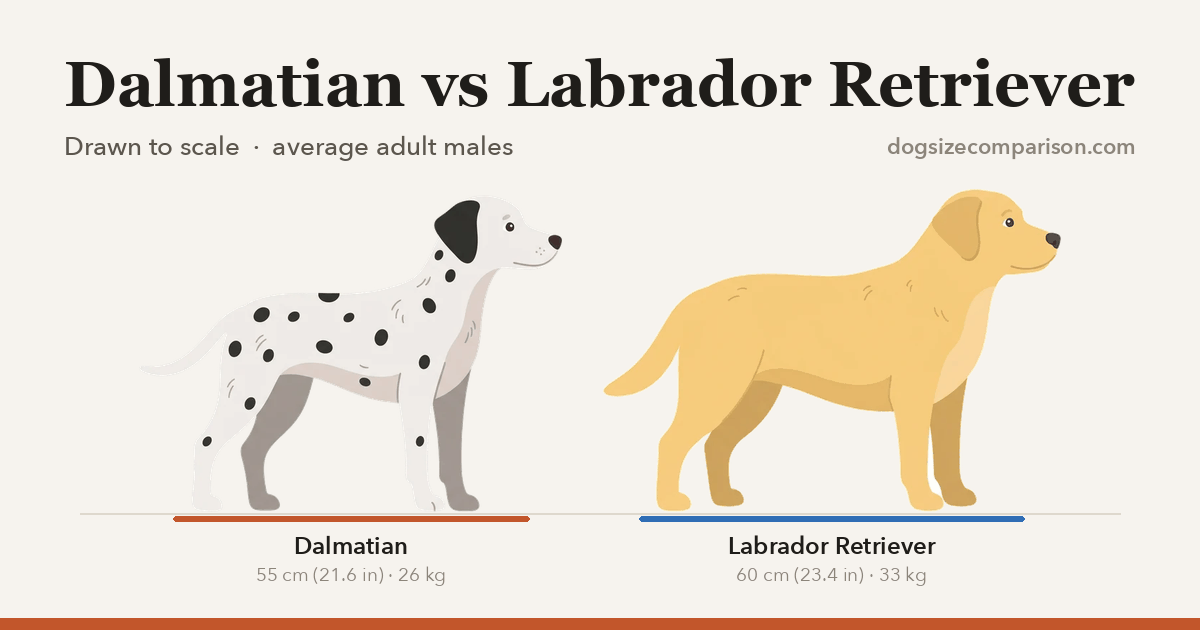 Dalmatian vs Labrador Retriever
Drawn to scale · average adult males
dogsizecomparison.com
Dalmatian
55 cm (21.6 in) · 26 kg
Labrador Retriever
60 cm (23.4 in) · 33 kg